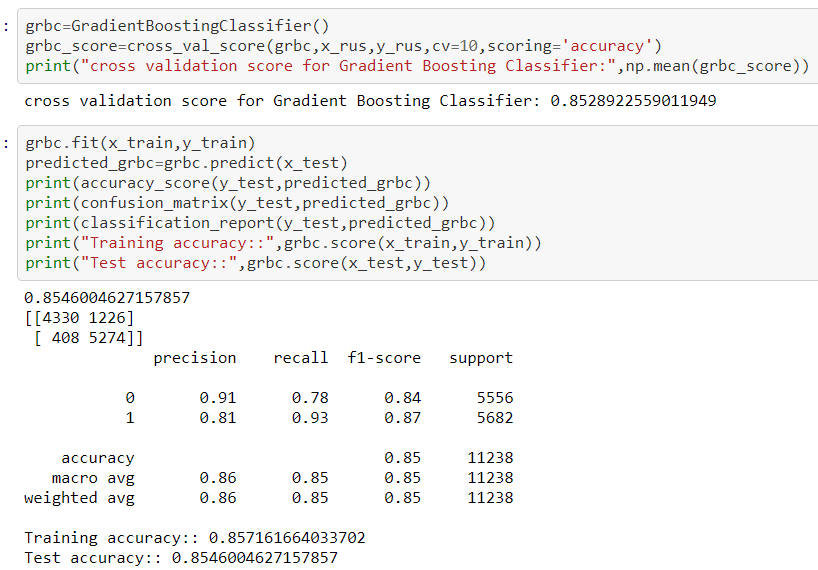 : grbc=GradientBoostingClassifier()
grbc_score=cross_val_score(grbc,x_rus,y_rus,cv=10,scoring='accuracy')
print("cross validation score for Gradient Boosting Classifier:",np.mean(grbc_score))
cross validation score for Gradient Boosting Classifier: 0.8528922559011949
: grbc.fit(x_train,y_train)
predicted_grbc=grbc.predict(x_test)
print(accuracy_score(y_test,predicted_grbc))
print(confusion_matrix(y_test,predicted_grbc))
print(classification_report(y_test,predicted_grbc))
print("Training accuracy::",grbc.score(x_train,y_train))
print("Test accuracy::",grbc.score(x_test,y_test))
0.8546004627157857
[[4330 1226]
 [ 408 5274]]
              precision    recall  f1-score   support
           0       0.91      0.78      0.84      5556
           1       0.81      0.93      0.87      5682
    accuracy                           0.85     11238
   macro avg       0.86      0.85      0.85     11238
weighted avg       0.86      0.85      0.85     11238
Training accuracy:: 0.857161664033702
Test accuracy:: 0.8546004627157857